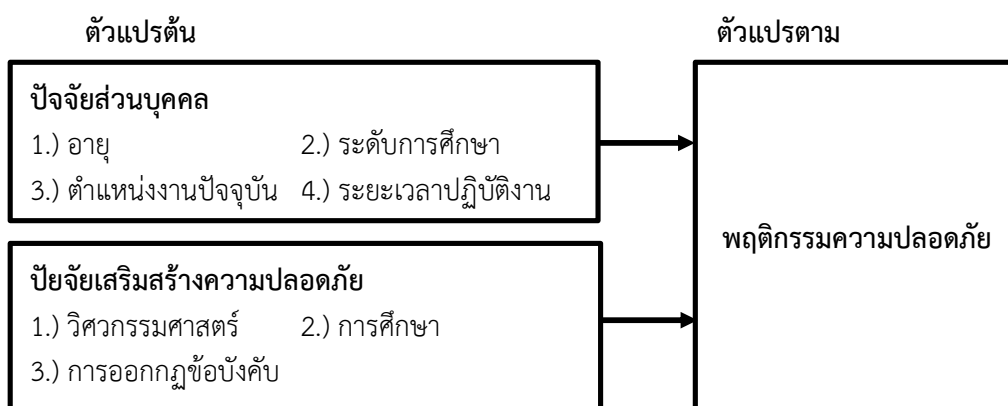 ตัวแปรต้น
ตัวแปรตาม
ปัจจัยส่วนบุคคล
1.) อายุ 2.) ระดับการศึกษา
3.) ตำแหน่งงานปัจจุบัน 4.) ระยะเวลาปฏิบัติงาน
ปัยจัยเสริมสร้างความปลอดภัย
1.) วิศวกรรมศาสตร์ 2.) การศึกษา
3.) การออกกฏข้อบังคับ
พฤติกรรมความปลอดภัย